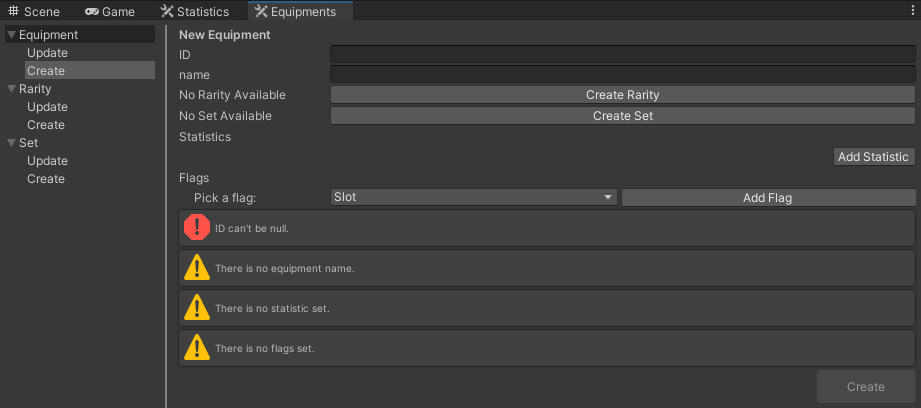 Scene Game Statistics Equipments
Equipment
Update
Create
Rarity
Update
Create
Set
Update
Create
New Equipment
ID
name
No Rarity Available Create Rarity
No Set Available Create Set
Statistics
Add Statistic
Flags
Pick a flag: Slot Add Flag
ID can't be null.
There is no equipment name.
There is no statistic set.
There is no flags set.
Create